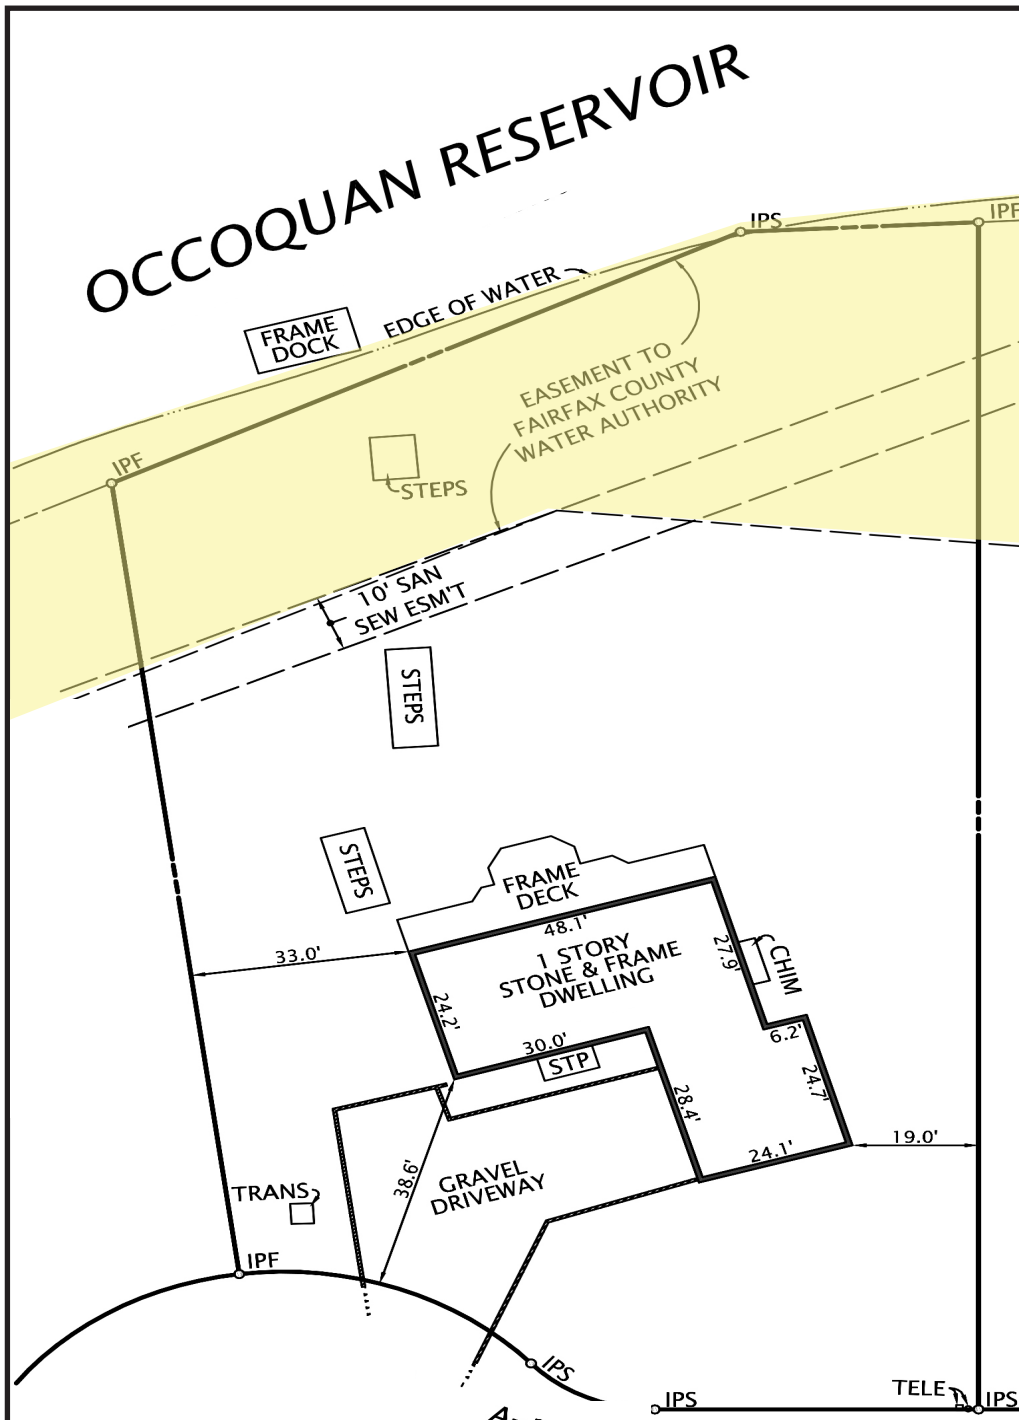 OCCOQUAN RESERVOIR
IPS
IPF
EDGE OF WATER
FRAME
DOCK
EASEMENT TO
FAIRFAX COUNTY
WATER AUTHORITY
IPF
STEPS
10' SAN
SEW ESM'T
STEPS
STEPS
FRAME
DECK
48.1'
33.0'
1 STORY
STONE & FRAME
DWELLING
27.9'
CHIM
24.2'
30.0'
STP
6.2'
28.4'
24.7'
24.1'
19.0'
38.6'
GRAVEL
DRIVEWAY
TRANS
IPF
IPS
TELE
IPS
IPS